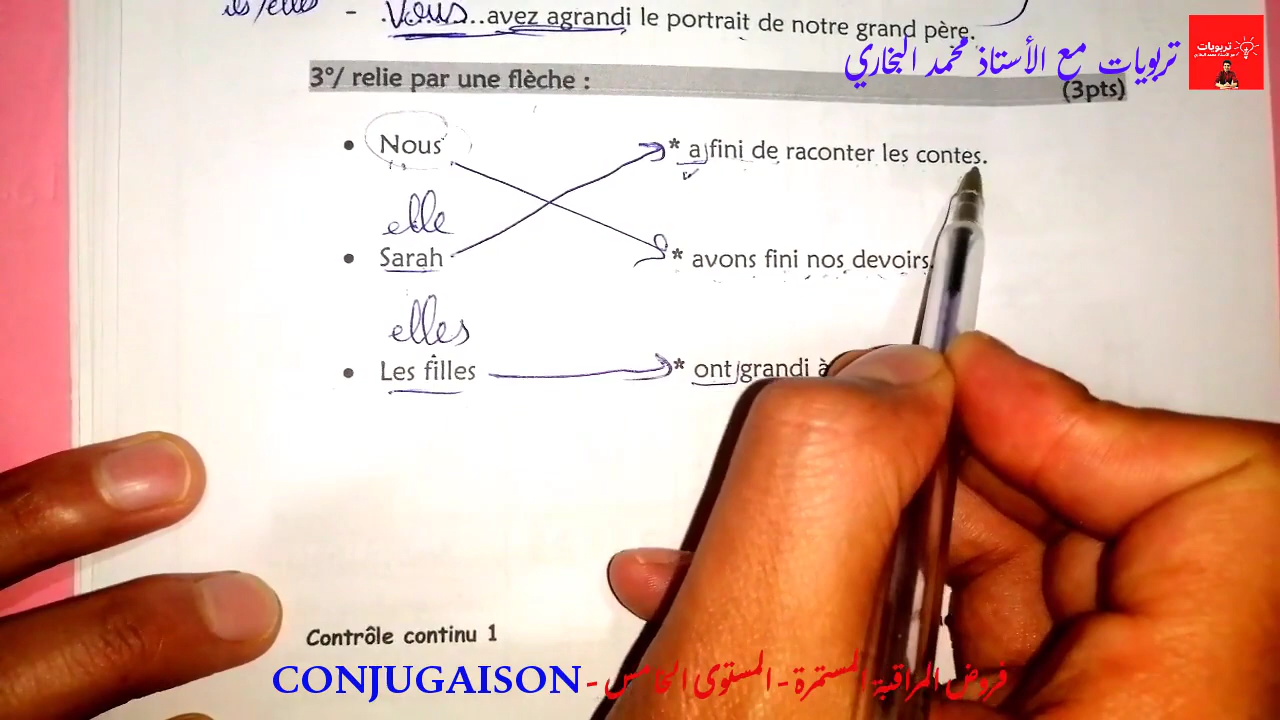 ils/elles - .Vous..avez agrandi le portrait de notre grand père.
تربويات مع الأستاذ محمد البخاري
تربويات
3°/ relie par une flèche : (3pts)
• Nous * a fini de raconter les contes.
elle
• Sarah * avons fini nos devoirs.
elles
• Les filles * ont grandi à
Contrôle continu 1
CONJUGAISON - فروض المراقبة المستمرة - المستوى الخامس